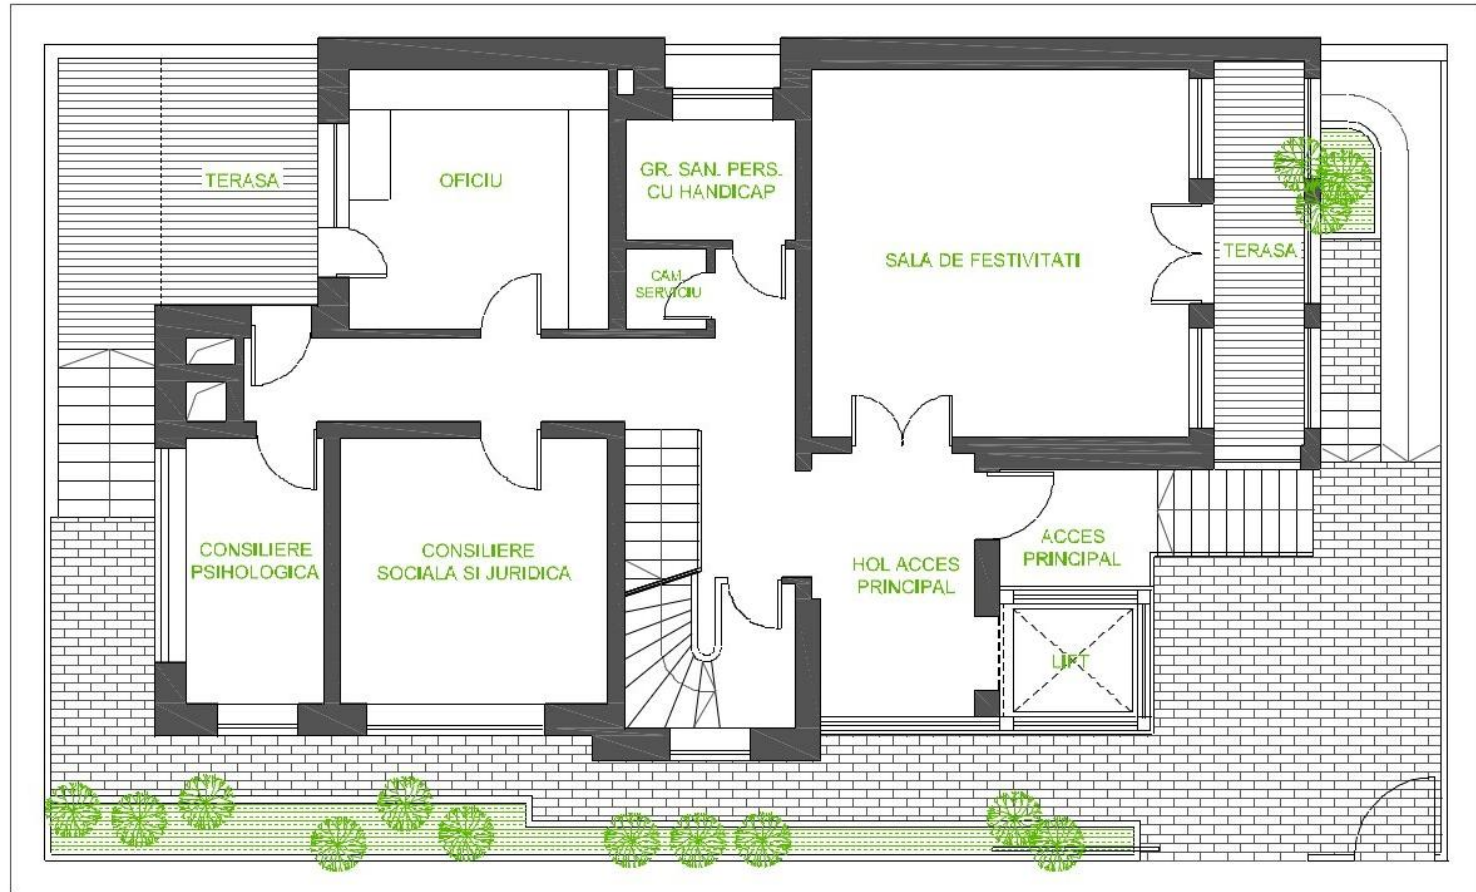 TERASA
OFICIU
GR. SAN. PERS.
CU HANDICAP
CAM.
SERVICIU
SALA DE FESTIVITATI
TERASA
CONSILIERE
PSIHOLOGICA
CONSILIERE
SOCIALA SI JURIDICA
HOL ACCES
PRINCIPAL
ACCES
PRINCIPAL
LIFT